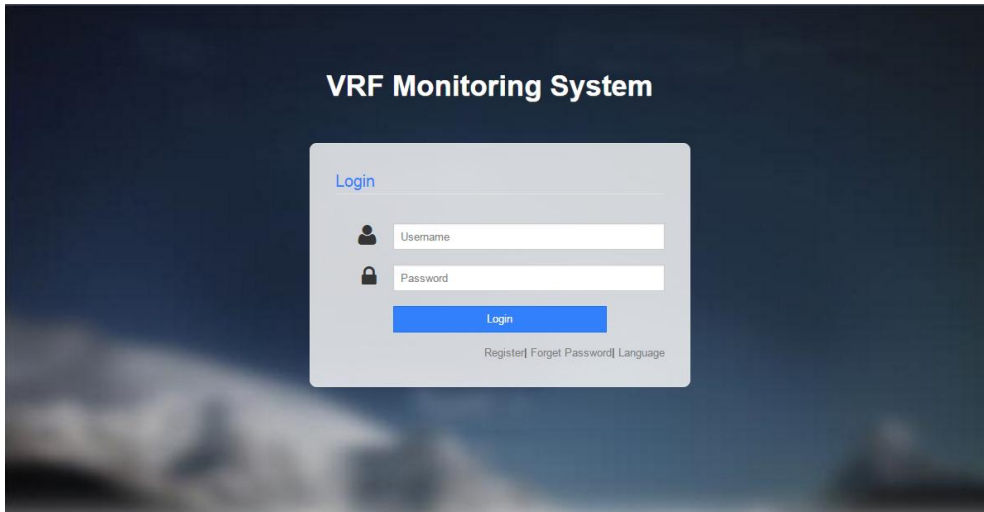 VRF Monitoring System
Login
Username
Password
Login
Register| Forget Password| Language